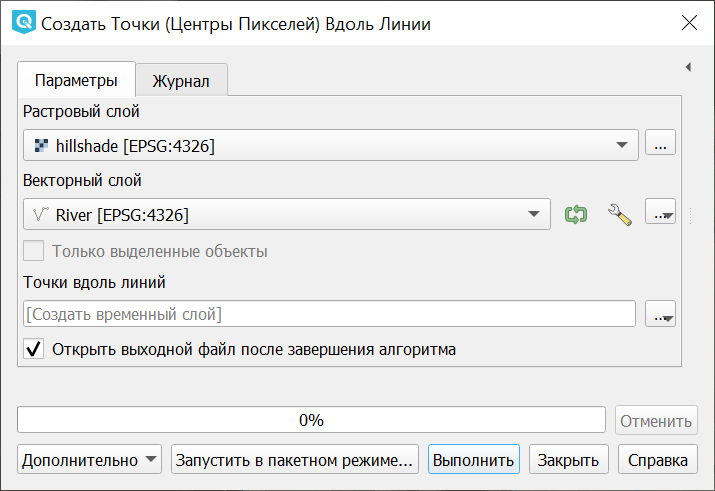 Создать Точки (Центры Пикселей) Вдоль Линии
Параметры Журнал
Растровый слой
hillshade [EPSG:4326] ...
Векторный слой
River [EPSG:4326] ...
Только выделенные объекты
Точки вдоль линий
[Создать временный слой] ...
Открыть выходной файл после завершения алгоритма
0% Отменить
Дополнительно Запустить в пакетном режиме... Выполнить Закрыть Справка